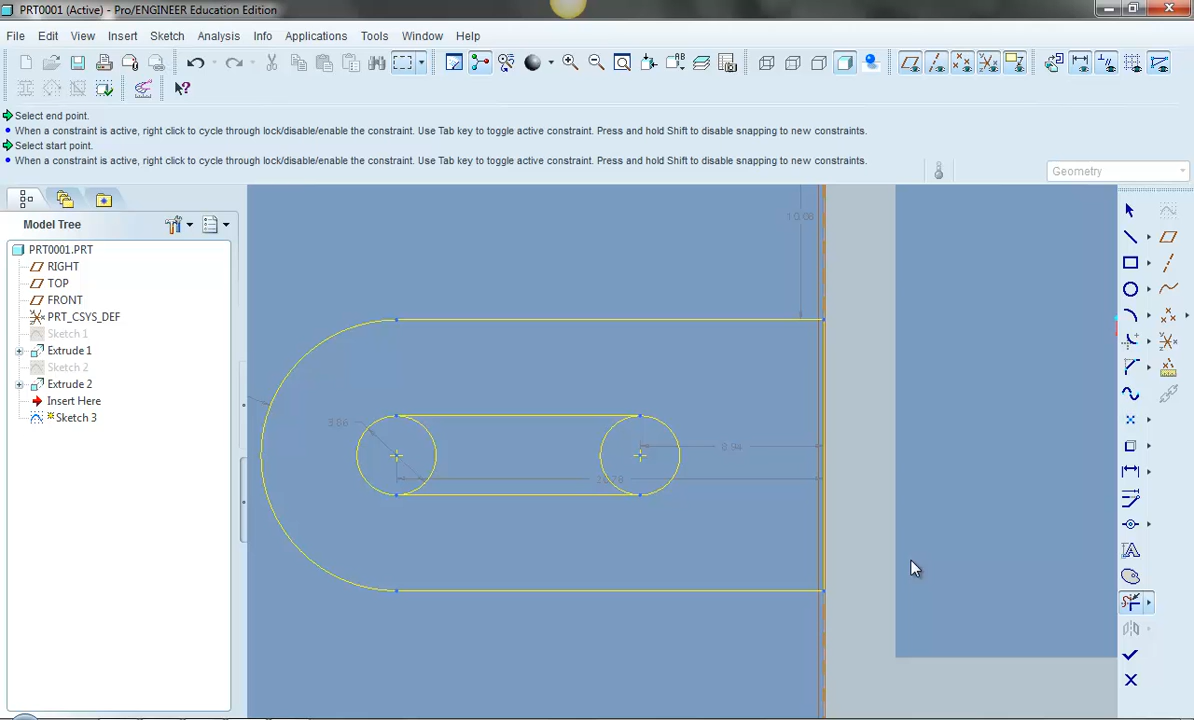 PRT0001 (Active) - Pro/ENGINEER Education Edition
File Edit View Insert Sketch Analysis Info Applications Tools Window Help
Select end point.
When a constraint is active, right click to cycle through lock/disable/enable the constraint. Use Tab key to toggle active constraint. Press and hold Shift to disable snapping to new constraints.
Select start point.
When a constraint is active, right click to cycle through lock/disable/enable the constraint. Use Tab key to toggle active constraint. Press and hold Shift to disable snapping to new constraints.
Geometry
Model Tree
PRT0001.PRT
RIGHT
TOP
FRONT
PRT_CSYS_DEF
Sketch 1
Extrude 1
Sketch 2
Extrude 2
Insert Here
Sketch 3
8.94